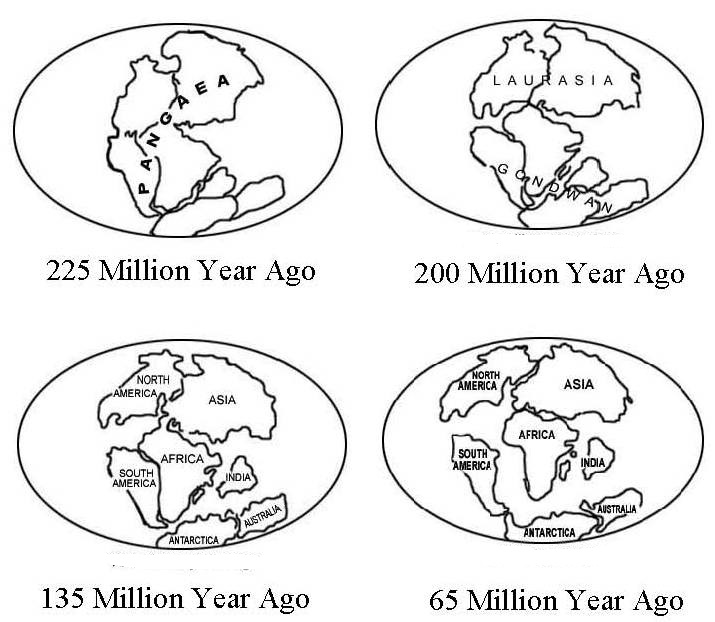 PANGAEA
225 Million Year Ago
LAURASIA
GONDWAN
200 Million Year Ago
NORTH
AMERICA
ASIA
AFRICA
SOUTH
AMERICA
INDIA
AUSTRALIA
ANTARCTICA
135 Million Year Ago
NORTH
AMERICA
ASIA
AFRICA
SOUTH
AMERICA
INDIA
AUSTRALIA
ANTARCTICA
65 Million Year Ago